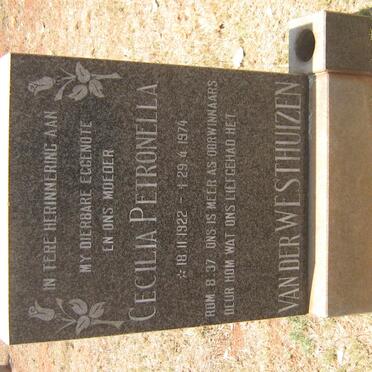 IN TERE HERINNERING AAN
MY DIERBARE EGGENOTE
EN ONS MOEDER
CECILIA PETRONELLA
☆ 18.11.1922 – † 29.4.1974
ROM. 8:37 ONS IS MEER AS OORWINNAARS
DEUR HOM WAT ONS LIEFGEHAD HET
VAN DER WESTHUIZEN